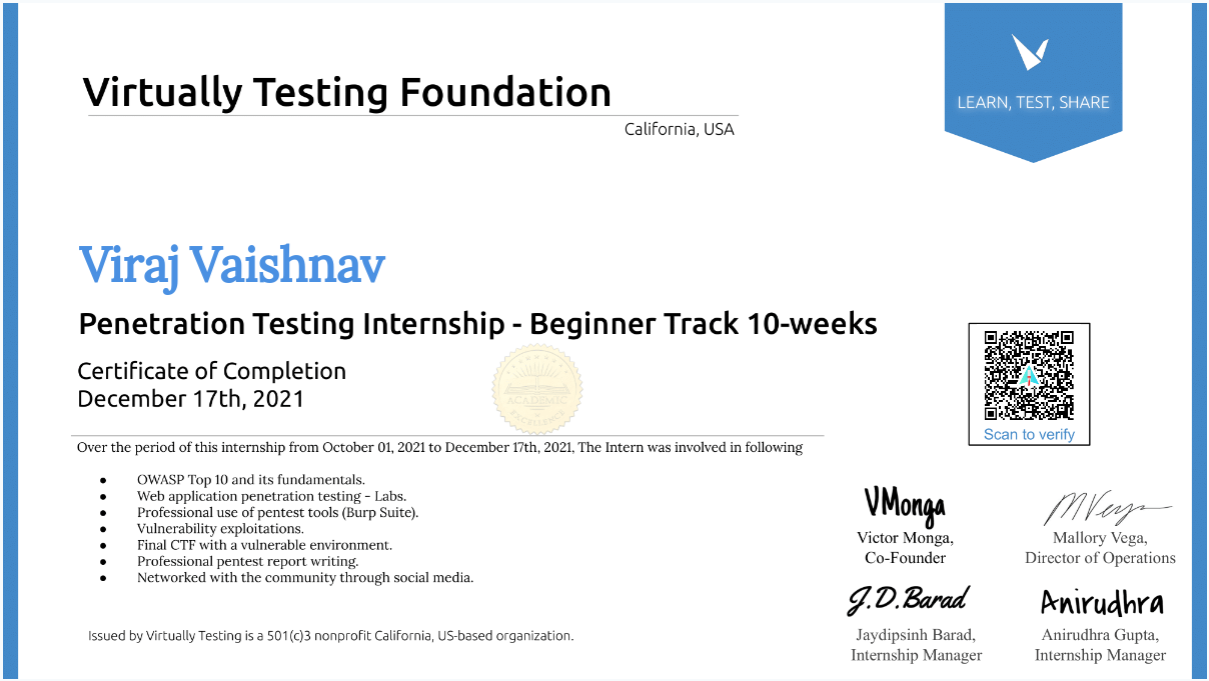 Virtually Testing Foundation
California, USA
LEARN, TEST, SHARE
Viraj Vaishnav
Penetration Testing Internship - Beginner Track 10-weeks
Certificate of Completion
December 17th, 2021
ACADEMIC
EXCELLENCE
Scan to verify
Over the period of this internship from October 01, 2021 to December 17th, 2021, The Intern was involved in following
● OWASP Top 10 and its fundamentals.
● Web application penetration testing - Labs.
● Professional use of pentest tools (Burp Suite).
● Vulnerability exploitations.
● Final CTF with a vulnerable environment.
● Professional pentest report writing.
● Networked with the community through social media.
VMonga
Victor Monga,
Co-Founder
MVega
Mallory Vega,
Director of Operations
J.D.Barad
Jaydipsinh Barad,
Internship Manager
Anirudhra
Anirudhra Gupta,
Internship Manager
Issued by Virtually Testing is a 501(c)3 nonprofit California, US-based organization.